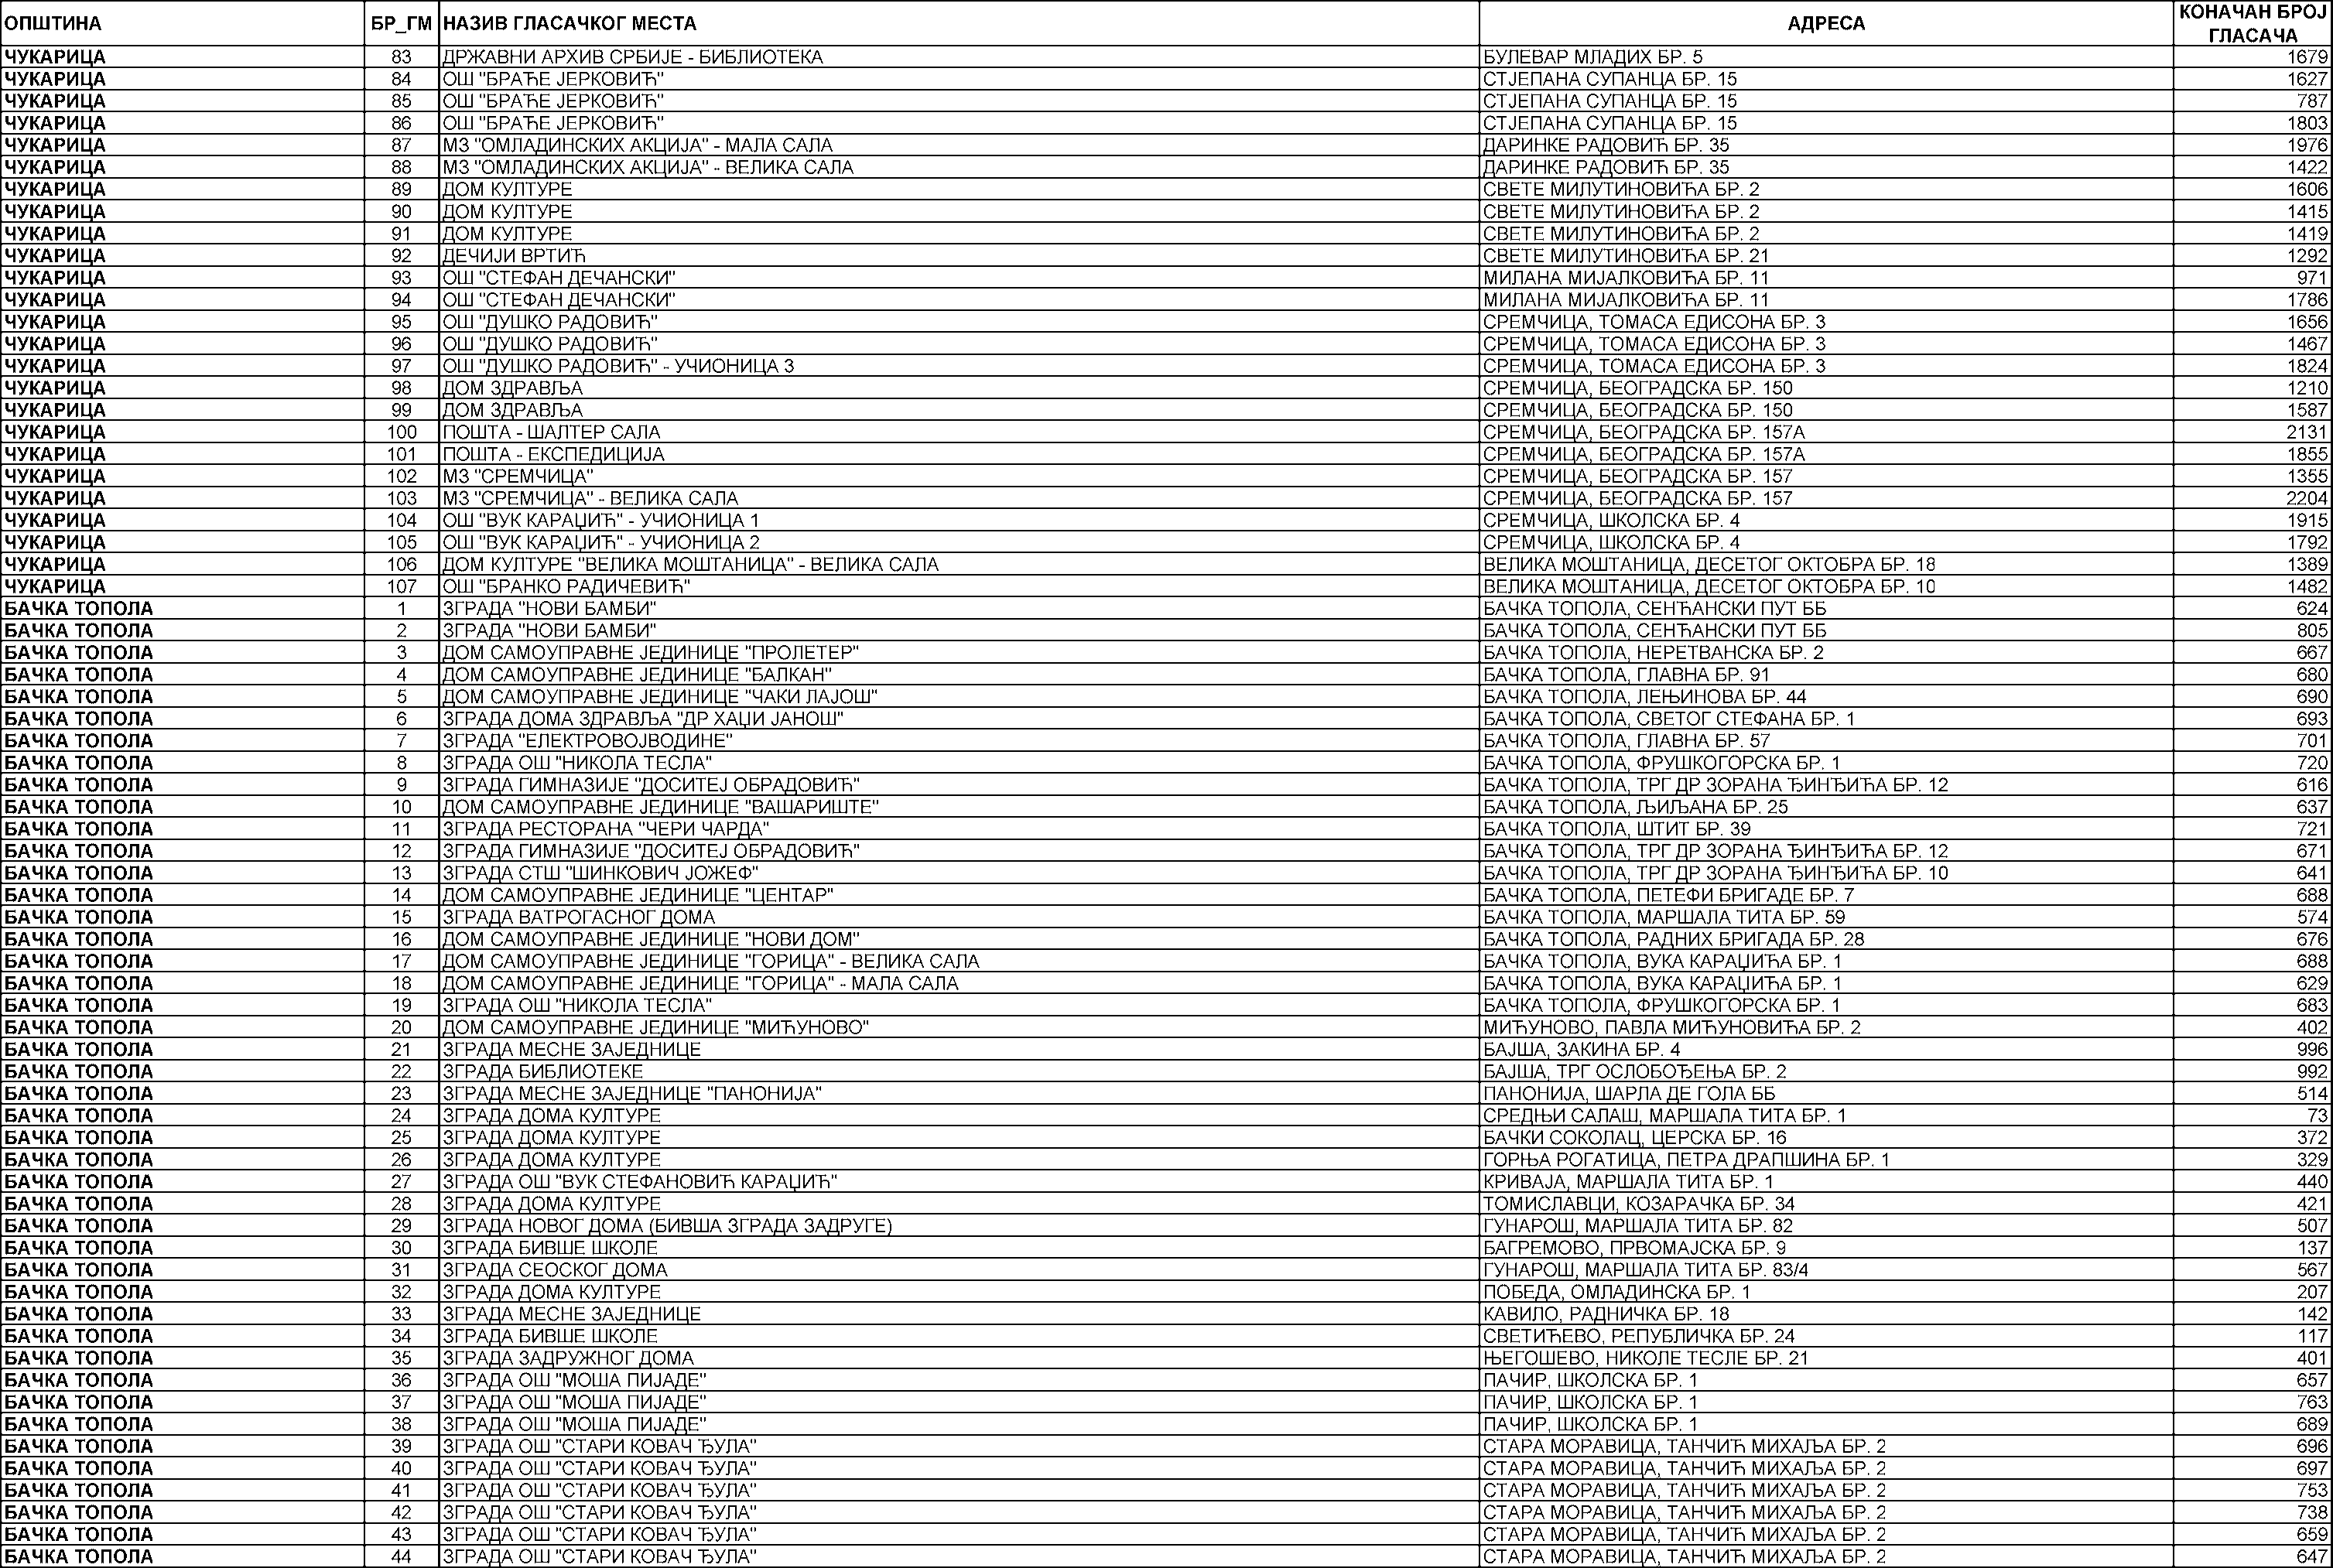 ОПШТИНА БР_ГМ НАЗИВ ГЛАСАЧКОГ МЕСТА АДРЕСА КОНАЧАН БРОЈ ГЛАСАЧА
ЧУКАРИЦА 83 ДРЖАВНИ АРХИВ СРБИЈЕ - БИБЛИОТЕКА БУЛЕВАР МЛАДИХ БР. 5 1679
ЧУКАРИЦА 84 ОШ "БРАЋЕ ЈЕРКОВИЋ" СТЈЕПАНА СУПАНЦА БР. 15 1627
ЧУКАРИЦА 85 ОШ "БРАЋЕ ЈЕРКОВИЋ" СТЈЕПАНА СУПАНЦА БР. 15 787
ЧУКАРИЦА 86 ОШ "БРАЋЕ ЈЕРКОВИЋ" СТЈЕПАНА СУПАНЦА БР. 15 1803
ЧУКАРИЦА 87 МЗ "ОМЛАДИНСКИХ АКЦИЈА" - МАЛА САЛА ДАРИНКЕ РАДОВИЋ БР. 35 1976
ЧУКАРИЦА 88 МЗ "ОМЛАДИНСКИХ АКЦИЈА" - ВЕЛИКА САЛА ДАРИНКЕ РАДОВИЋ БР. 35 1422
ЧУКАРИЦА 89 ДОМ КУЛТУРЕ СВЕТЕ МИЛУТИНОВИЋА БР. 2 1606
ЧУКАРИЦА 90 ДОМ КУЛТУРЕ СВЕТЕ МИЛУТИНОВИЋА БР. 2 1415
ЧУКАРИЦА 91 ДОМ КУЛТУРЕ СВЕТЕ МИЛУТИНОВИЋА БР. 2 1419
ЧУКАРИЦА 92 ДЕЧИЈИ ВРТИЋ СВЕТЕ МИЛУТИНОВИЋА БР. 21 1292
ЧУКАРИЦА 93 ОШ "СТЕФАН ДЕЧАНСКИ" МИЛАНА МИЈАЛКОВИЋА БР. 11 971
ЧУКАРИЦА 94 ОШ "СТЕФАН ДЕЧАНСКИ" МИЛАНА МИЈАЛКОВИЋА БР. 11 1786
ЧУКАРИЦА 95 ОШ "ДУШКО РАДОВИЋ" СРЕМЧИЦА, ТОМАСА ЕДИСОНА БР. 3 1656
ЧУКАРИЦА 96 ОШ "ДУШКО РАДОВИЋ" СРЕМЧИЦА, ТОМАСА ЕДИСОНА БР. 3 1467
ЧУКАРИЦА 97 ОШ "ДУШКО РАДОВИЋ" - УЧИОНИЦА 3 СРЕМЧИЦА, ТОМАСА ЕДИСОНА БР. 3 1824
ЧУКАРИЦА 98 ДОМ ЗДРАВЉА СРЕМЧИЦА, БЕОГРАДСКА БР. 150 1210
ЧУКАРИЦА 99 ДОМ ЗДРАВЉА СРЕМЧИЦА, БЕОГРАДСКА БР. 150 1587
ЧУКАРИЦА 100 ПОШТА - ШАЛТЕР САЛА СРЕМЧИЦА, БЕОГРАДСКА БР. 157А 2131
ЧУКАРИЦА 101 ПОШТА - ЕКСПЕДИЦИЈА СРЕМЧИЦА, БЕОГРАДСКА БР. 157А 1855
ЧУКАРИЦА 102 МЗ "СРЕМЧИЦА" СРЕМЧИЦА, БЕОГРАДСКА БР. 157 1355
ЧУКАРИЦА 103 МЗ "СРЕМЧИЦА" - ВЕЛИКА САЛА СРЕМЧИЦА, БЕОГРАДСКА БР. 157 2204
ЧУКАРИЦА 104 ОШ "ВУК КАРАЏИЋ" - УЧИОНИЦА 1 СРЕМЧИЦА, ШКОЛСКА БР. 4 1915
ЧУКАРИЦА 105 ОШ "ВУК КАРАЏИЋ" - УЧИОНИЦА 2 СРЕМЧИЦА, ШКОЛСКА БР. 4 1792
ЧУКАРИЦА 106 ДОМ КУЛТУРЕ "ВЕЛИКА МОШТАНИЦА" - ВЕЛИКА САЛА ВЕЛИКА МОШТАНИЦА, ДЕСЕТОГ ОКТОБРА БР. 18 1389
ЧУКАРИЦА 107 ОШ "БРАНКО РАДИЧЕВИЋ" ВЕЛИКА МОШТАНИЦА, ДЕСЕТОГ ОКТОБРА БР. 10 1482
БАЧКА ТОПОЛА 1 ЗГРАДА "НОВИ БАМБИ" БАЧКА ТОПОЛА, СЕНЋАНСКИ ПУТ ББ 624
БАЧКА ТОПОЛА 2 ЗГРАДА "НОВИ БАМБИ" БАЧКА ТОПОЛА, СЕНЋАНСКИ ПУТ ББ 805
БАЧКА ТОПОЛА 3 ДОМ САМОУПРАВНЕ ЈЕДИНИЦЕ "ПРОЛЕТЕР" БАЧКА ТОПОЛА, НЕРЕТВАНСКА БР. 2 667
БАЧКА ТОПОЛА 4 ДОМ САМОУПРАВНЕ ЈЕДИНИЦЕ "БАЛКАН" БАЧКА ТОПОЛА, ГЛАВНА БР. 91 680
БАЧКА ТОПОЛА 5 ДОМ САМОУПРАВНЕ ЈЕДИНИЦЕ "ЧАКИ ЛАЈОШ" БАЧКА ТОПОЛА, ЛЕЊИНОВА БР. 44 690
БАЧКА ТОПОЛА 6 ЗГРАДА ДОМА ЗДРАВЉА "ДР ХАЏИ ЈАНОШ" БАЧКА ТОПОЛА, СВЕТОГ СТЕФАНА БР. 1 693
БАЧКА ТОПОЛА 7 ЗГРАДА "ЕЛЕКТРОВОЈВОДИНЕ" БАЧКА ТОПОЛА, ГЛАВНА БР. 57 701
БАЧКА ТОПОЛА 8 ЗГРАДА ОШ "НИКОЛА ТЕСЛА" БАЧКА ТОПОЛА, ФРУШКОГОРСКА БР. 1 720
БАЧКА ТОПОЛА 9 ЗГРАДА ГИМНАЗИЈЕ "ДОСИТЕЈ ОБРАДОВИЋ" БАЧКА ТОПОЛА, ТРГ ДР ЗОРАНА ЂИНЂИЋА БР. 12 616
БАЧКА ТОПОЛА 10 ДОМ САМОУПРАВНЕ ЈЕДИНИЦЕ "ВАШАРИШТЕ" БАЧКА ТОПОЛА, ЉИЉАНА БР. 25 637
БАЧКА ТОПОЛА 11 ЗГРАДА РЕСТОРАНА "ЧЕРИ ЧАРДА" БАЧКА ТОПОЛА, ШТИТ БР. 39 721
БАЧКА ТОПОЛА 12 ЗГРАДА ГИМНАЗИЈЕ "ДОСИТЕЈ ОБРАДОВИЋ" БАЧКА ТОПОЛА, ТРГ ДР ЗОРАНА ЂИНЂИЋА БР. 12 671
БАЧКА ТОПОЛА 13 ЗГРАДА СТШ "ШИНКОВИЧ ЈОЖЕФ" БАЧКА ТОПОЛА, ТРГ ДР ЗОРАНА ЂИНЂИЋА БР. 10 641
БАЧКА ТОПОЛА 14 ДОМ САМОУПРАВНЕ ЈЕДИНИЦЕ "ЦЕНТАР" БАЧКА ТОПОЛА, ПЕТЕФИ БРИГАДЕ БР. 7 688
БАЧКА ТОПОЛА 15 ЗГРАДА ВАТРОГАСНОГ ДОМА БАЧКА ТОПОЛА, МАРШАЛА ТИТА БР. 59 574
БАЧКА ТОПОЛА 16 ДОМ САМОУПРАВНЕ ЈЕДИНИЦЕ "НОВИ ДОМ" БАЧКА ТОПОЛА, РАДНИХ БРИГАДА БР. 28 676
БАЧКА ТОПОЛА 17 ДОМ САМОУПРАВНЕ ЈЕДИНИЦЕ "ГОРИЦА" - ВЕЛИКА САЛА БАЧКА ТОПОЛА, ВУКА КАРАЏИЋА БР. 1 688
БАЧКА ТОПОЛА 18 ДОМ САМОУПРАВНЕ ЈЕДИНИЦЕ "ГОРИЦА" - МАЛА САЛА БАЧКА ТОПОЛА, ВУКА КАРАЏИЋА БР. 1 629
БАЧКА ТОПОЛА 19 ЗГРАДА ОШ "НИКОЛА ТЕСЛА" БАЧКА ТОПОЛА, ФРУШКОГОРСКА БР. 1 683
БАЧКА ТОПОЛА 20 ДОМ САМОУПРАВНЕ ЈЕДИНИЦЕ "МИЋУНОВО" МИЋУНОВО, ПАВЛА МИЋУНОВИЋА БР. 2 402
БАЧКА ТОПОЛА 21 ЗГРАДА МЕСНЕ ЗАЈЕДНИЦЕ БАЈША, ЗАКИНА БР. 4 996
БАЧКА ТОПОЛА 22 ЗГРАДА БИБЛИОТЕКЕ БАЈША, ТРГ ОСЛОБОЂЕЊА БР. 2 992
БАЧКА ТОПОЛА 23 ЗГРАДА МЕСНЕ ЗАЈЕДНИЦЕ "ПАНОНИЈА" ПАНОНИЈА, ШАРЛА ДЕ ГОЛА ББ 514
БАЧКА ТОПОЛА 24 ЗГРАДА ДОМА КУЛТУРЕ СРЕДЊИ САЛАШ, МАРШАЛА ТИТА БР. 1 73
БАЧКА ТОПОЛА 25 ЗГРАДА ДОМА КУЛТУРЕ БАЧКИ СОКОЛАЦ, ЦЕРСКА БР. 16 372
БАЧКА ТОПОЛА 26 ЗГРАДА ДОМА КУЛТУРЕ ГОРЊА РОГАТИЦА, ПЕТРА ДРАПШИНА БР. 1 329
БАЧКА ТОПОЛА 27 ЗГРАДА ОШ "ВУК СТЕФАНОВИЋ КАРАЏИЋ" КРИВАЈА, МАРШАЛА ТИТА БР. 1 440
БАЧКА ТОПОЛА 28 ЗГРАДА ДОМА КУЛТУРЕ ТОМИСЛАВЦИ, КОЗАРАЧКА БР. 34 421
БАЧКА ТОПОЛА 29 ЗГРАДА НОВОГ ДОМА (БИВША ЗГРАДА ЗАДРУГЕ) ГУНАРОШ, МАРШАЛА ТИТА БР. 82 507
БАЧКА ТОПОЛА 30 ЗГРАДА БИВШЕ ШКОЛЕ БАГРЕМОВО, ПРВОМАЈСКА БР. 9 137
БАЧКА ТОПОЛА 31 ЗГРАДА СЕОСКОГ ДОМА ГУНАРОШ, МАРШАЛА ТИТА БР. 83/4 567
БАЧКА ТОПОЛА 32 ЗГРАДА ДОМА КУЛТУРЕ ПОБЕДА, ОМЛАДИНСКА БР. 1 207
БАЧКА ТОПОЛА 33 ЗГРАДА МЕСНЕ ЗАЈЕДНИЦЕ КАВИЛО, РАДНИЧКА БР. 18 142
БАЧКА ТОПОЛА 34 ЗГРАДА БИВШЕ ШКОЛЕ СВЕТИЋЕВО, РЕПУБЛИЧКА БР. 24 117
БАЧКА ТОПОЛА 35 ЗГРАДА ЗАДРУЖНОГ ДОМА ЊЕГОШЕВО, НИКОЛЕ ТЕСЛЕ БР. 21 401
БАЧКА ТОПОЛА 36 ЗГРАДА ОШ "МОША ПИЈАДЕ" ПАЧИР, ШКОЛСКА БР. 1 657
БАЧКА ТОПОЛА 37 ЗГРАДА ОШ "МОША ПИЈАДЕ" ПАЧИР, ШКОЛСКА БР. 1 763
БАЧКА ТОПОЛА 38 ЗГРАДА ОШ "МОША ПИЈАДЕ" ПАЧИР, ШКОЛСКА БР. 1 689
БАЧКА ТОПОЛА 39 ЗГРАДА ОШ "СТАРИ КОВАЧ ЂУЛА" СТАРА МОРАВИЦА, ТАНЧИЋ МИХАЉА БР. 2 696
БАЧКА ТОПОЛА 40 ЗГРАДА ОШ "СТАРИ КОВАЧ ЂУЛА" СТАРА МОРАВИЦА, ТАНЧИЋ МИХАЉА БР. 2 697
БАЧКА ТОПОЛА 41 ЗГРАДА ОШ "СТАРИ КОВАЧ ЂУЛА" СТАРА МОРАВИЦА, ТАНЧИЋ МИХАЉА БР. 2 753
БАЧКА ТОПОЛА 42 ЗГРАДА ОШ "СТАРИ КОВАЧ ЂУЛА" СТАРА МОРАВИЦА, ТАНЧИЋ МИХАЉА БР. 2 738
БАЧКА ТОПОЛА 43 ЗГРАДА ОШ "СТАРИ КОВАЧ ЂУЛА" СТАРА МОРАВИЦА, ТАНЧИЋ МИХАЉА БР. 2 659
БАЧКА ТОПОЛА 44 ЗГРАДА ОШ "СТАРИ КОВАЧ ЂУЛА" СТАРА МОРАВИЦА, ТАНЧИЋ МИХАЉА БР. 2 647